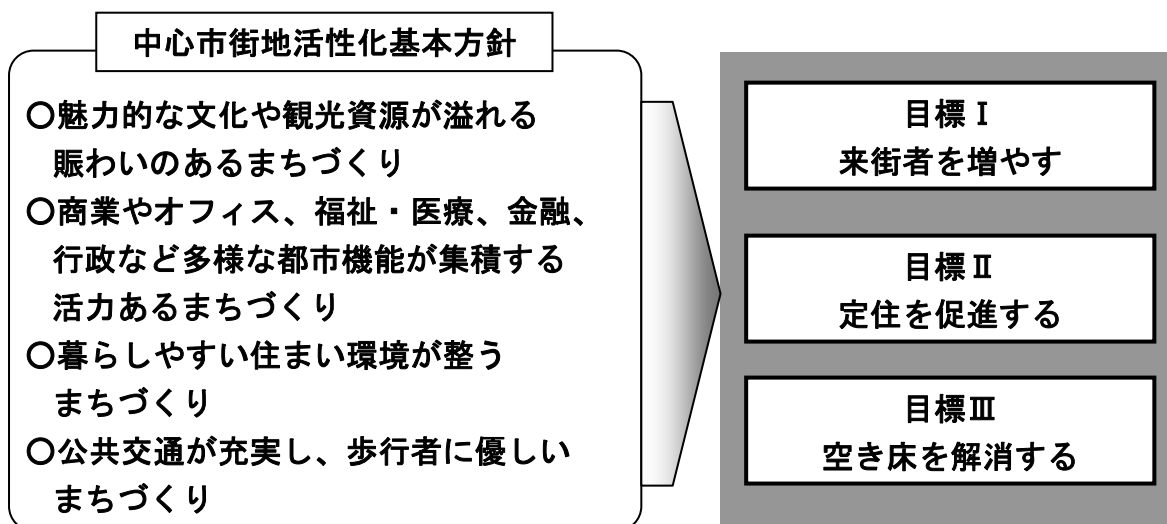 中心市街地活性化基本方針
〇魅力的な文化や観光資源が溢れる
賑わいのあるまちづくり
〇商業やオフィス、福祉・医療、金融、
行政など多様な都市機能が集積する
活力あるまちづくり
〇暮らしやすい住まい環境が整う
まちづくり
〇公共交通が充実し、歩行者に優しい
まちづくり
目標Ⅰ
来街者を増やす
目標Ⅱ
定住を促進する
目標Ⅲ
空き床を解消する